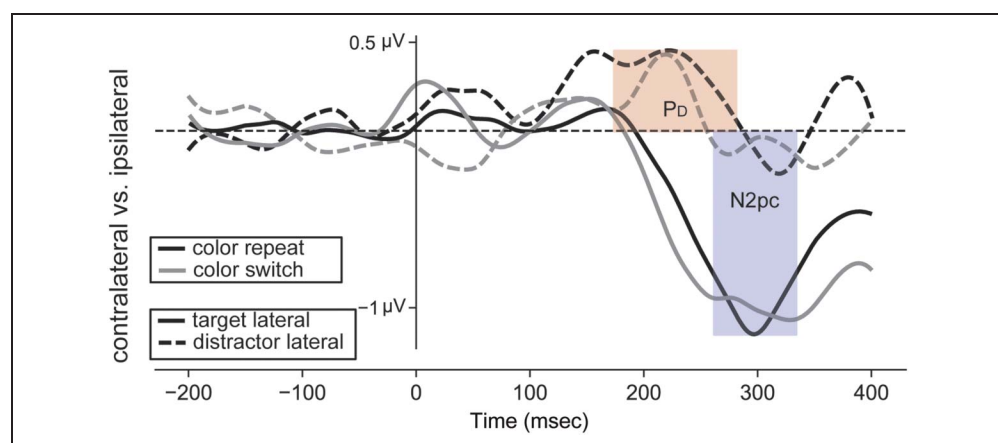 0.5 µV
PD
N2pc
contralateral vs. ipsilateral
color repeat
color switch
−1 µV
target lateral
distractor lateral
−200 −100 0 100 200 300 400
Time (msec)